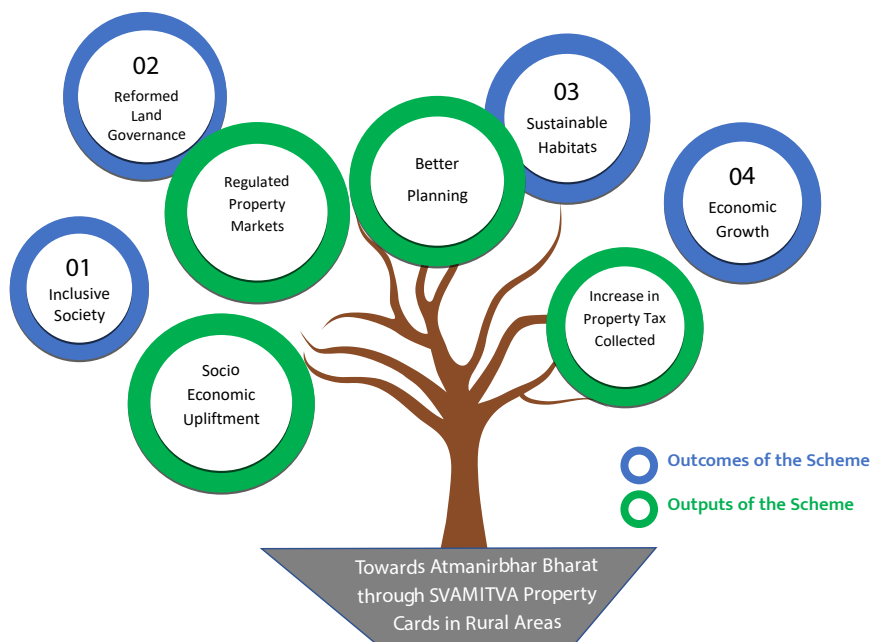 02
Reformed
Land
Governance
03
Sustainable
Habitats
Better
Planning
04
Economic
Growth
Regulated
Property
Markets
01
Inclusive
Society
Increase in
Property Tax
Collected
Socio
Economic
Upliftment
Outcomes of the Scheme
Outputs of the Scheme
Towards Atmanirbhar Bharat
through SVAMITVA Property
Cards in Rural Areas